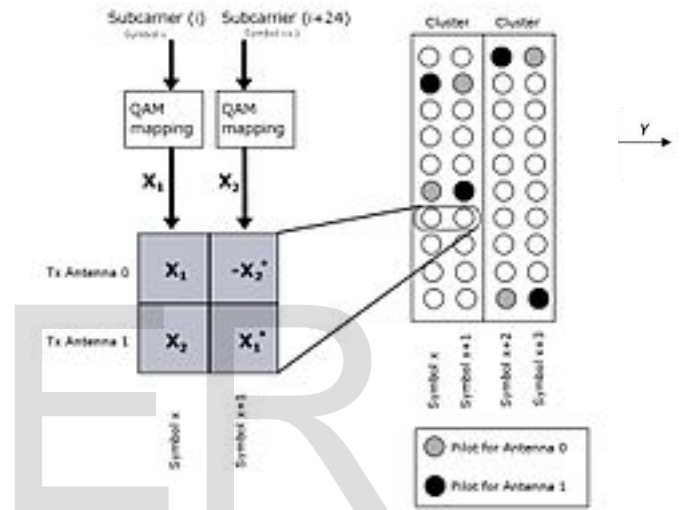 Subcarrier (i) Subcarrier (i+24)
Symbol x
QAM mapping
QAM mapping
X₁
X₂
Tx Antenna 0
X₁
-X₂*
Tx Antenna 1
X₂
X₁*
Symbol x
Symbol x+1
Cluster
Cluster
Symbol x
Symbol x+1
Symbol x+2
Symbol x+3
Pilot for Antenna 0
Pilot for Antenna 1
Y
ER